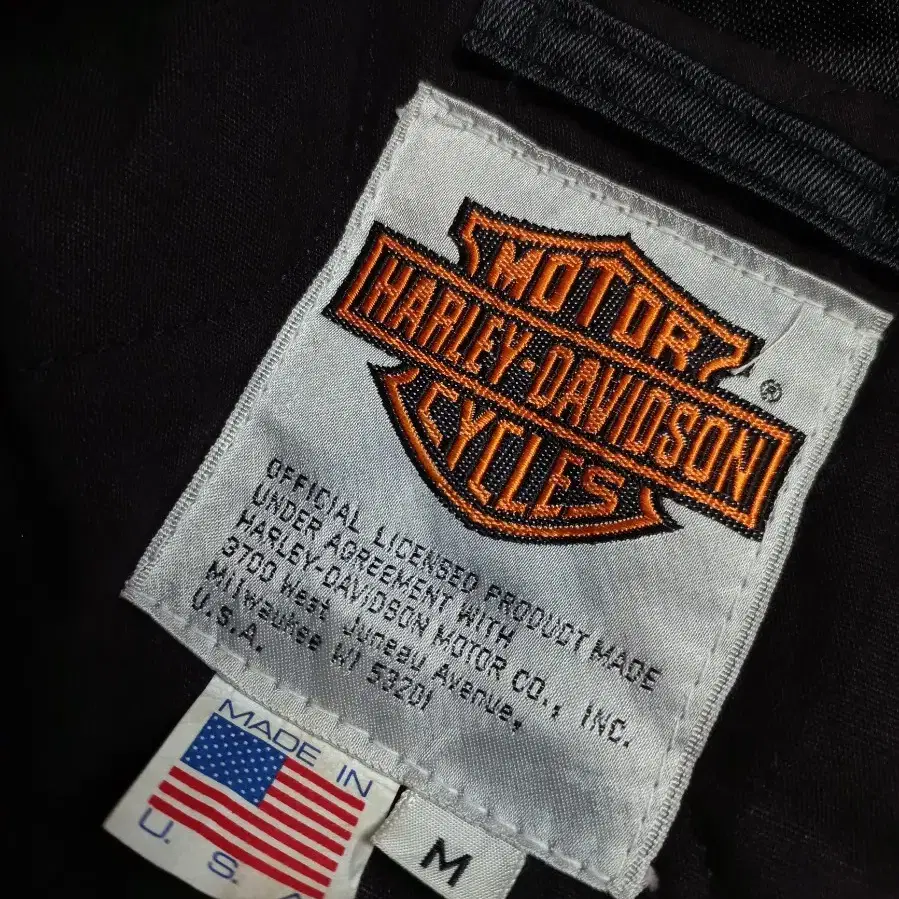 MOTOR
HARLEY-DAVIDSON
CYCLES
®
OFFICIAL LICENSED PRODUCT MADE
UNDER AGREEMENT WITH
HARLEY-DAVIDSON MOTOR CO., INC.
3700 West Juneau Avenue,
Milwaukee WI 53201
U.S.A.
MADE IN
U. S. A
M